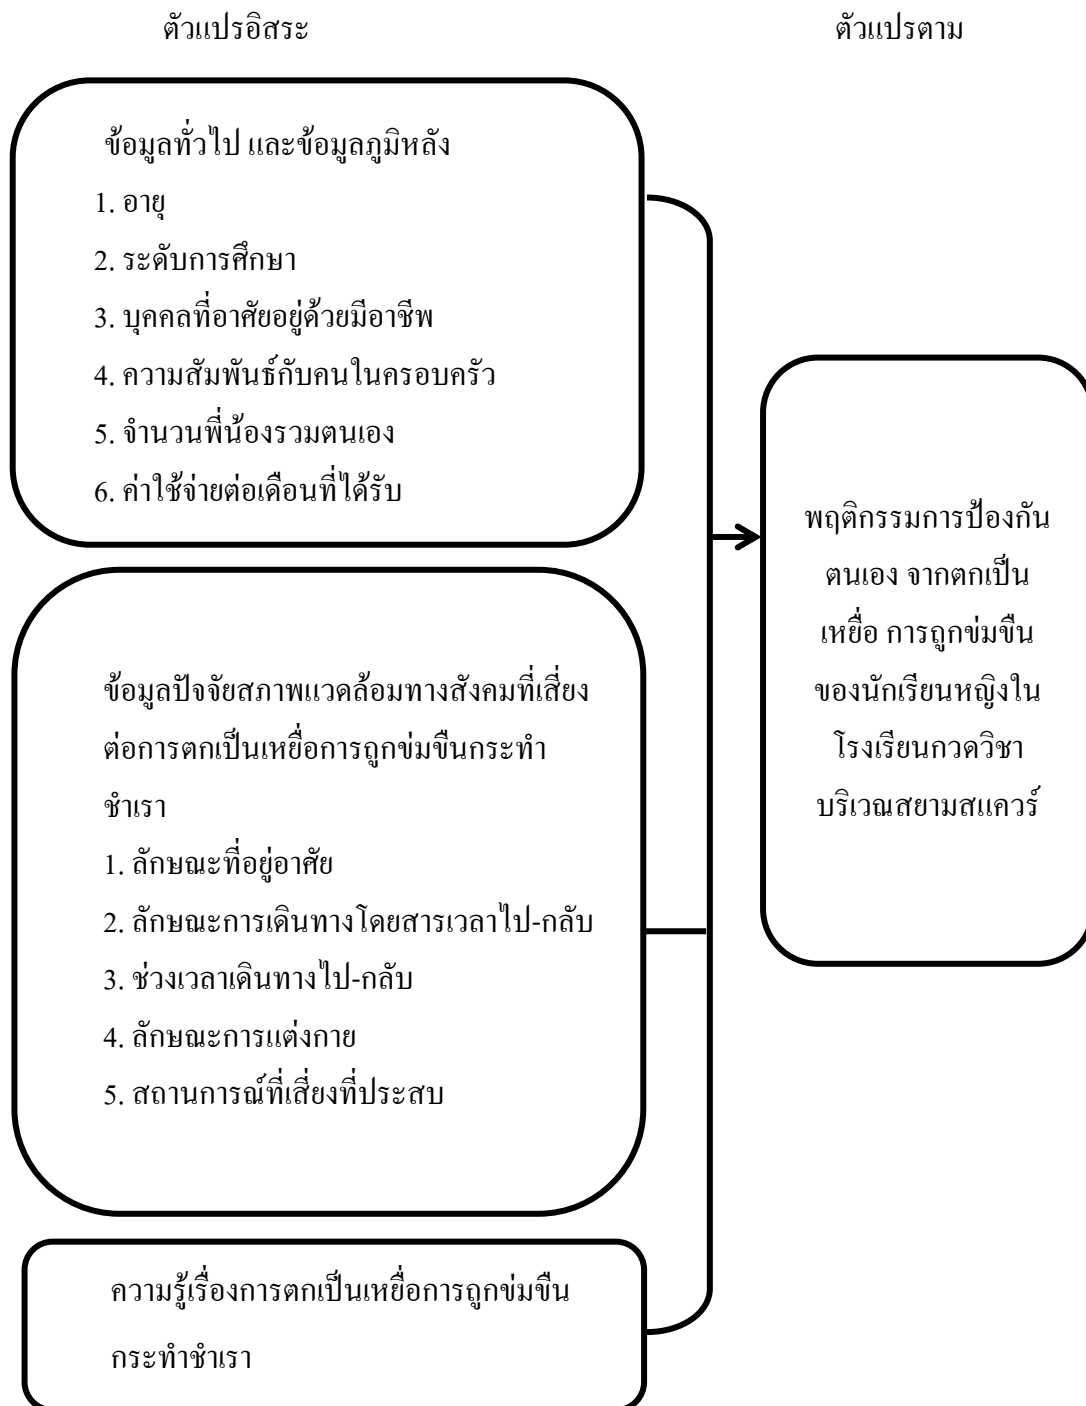 ตัวแปรอิสระ
ตัวแปรตาม
ข้อมูลทั่วไป และข้อมูลภูมิหลัง
1. อายุ
2. ระดับการศึกษา
3. บุคคลที่อาศัยอยู่ด้วยมีอาชีพ
4. ความสัมพันธ์กับคนในครอบครัว
5. จำนวนพี่น้องรวมตนเอง
6. ค่าใช้จ่ายต่อเดือนที่ได้รับ
ข้อมูลปัจจัยสภาพแวดล้อมทางสังคมที่เสี่ยง
ต่อการตกเป็นเหยื่อการถูกข่มขืนกระทำ
ชำเรา
1. ลักษณะที่อยู่อาศัย
2. ลักษณะการเดินทางโดยสารเวลาไป-กลับ
3. ช่วงเวลาเดินทางไป-กลับ
4. ลักษณะการแต่งกาย
5. สถานการณ์ที่เสี่ยงที่ประสบ
ความรู้เรื่องการตกเป็นเหยื่อการถูกข่มขืน
กระทำชำเรา
พฤติกรรมการป้องกัน
ตนเอง จากตกเป็น
เหยื่อ การถูกข่มขืน
ของนักเรียนหญิงใน
โรงเรียนกวดวิชา
บริเวณสยามสแควร์